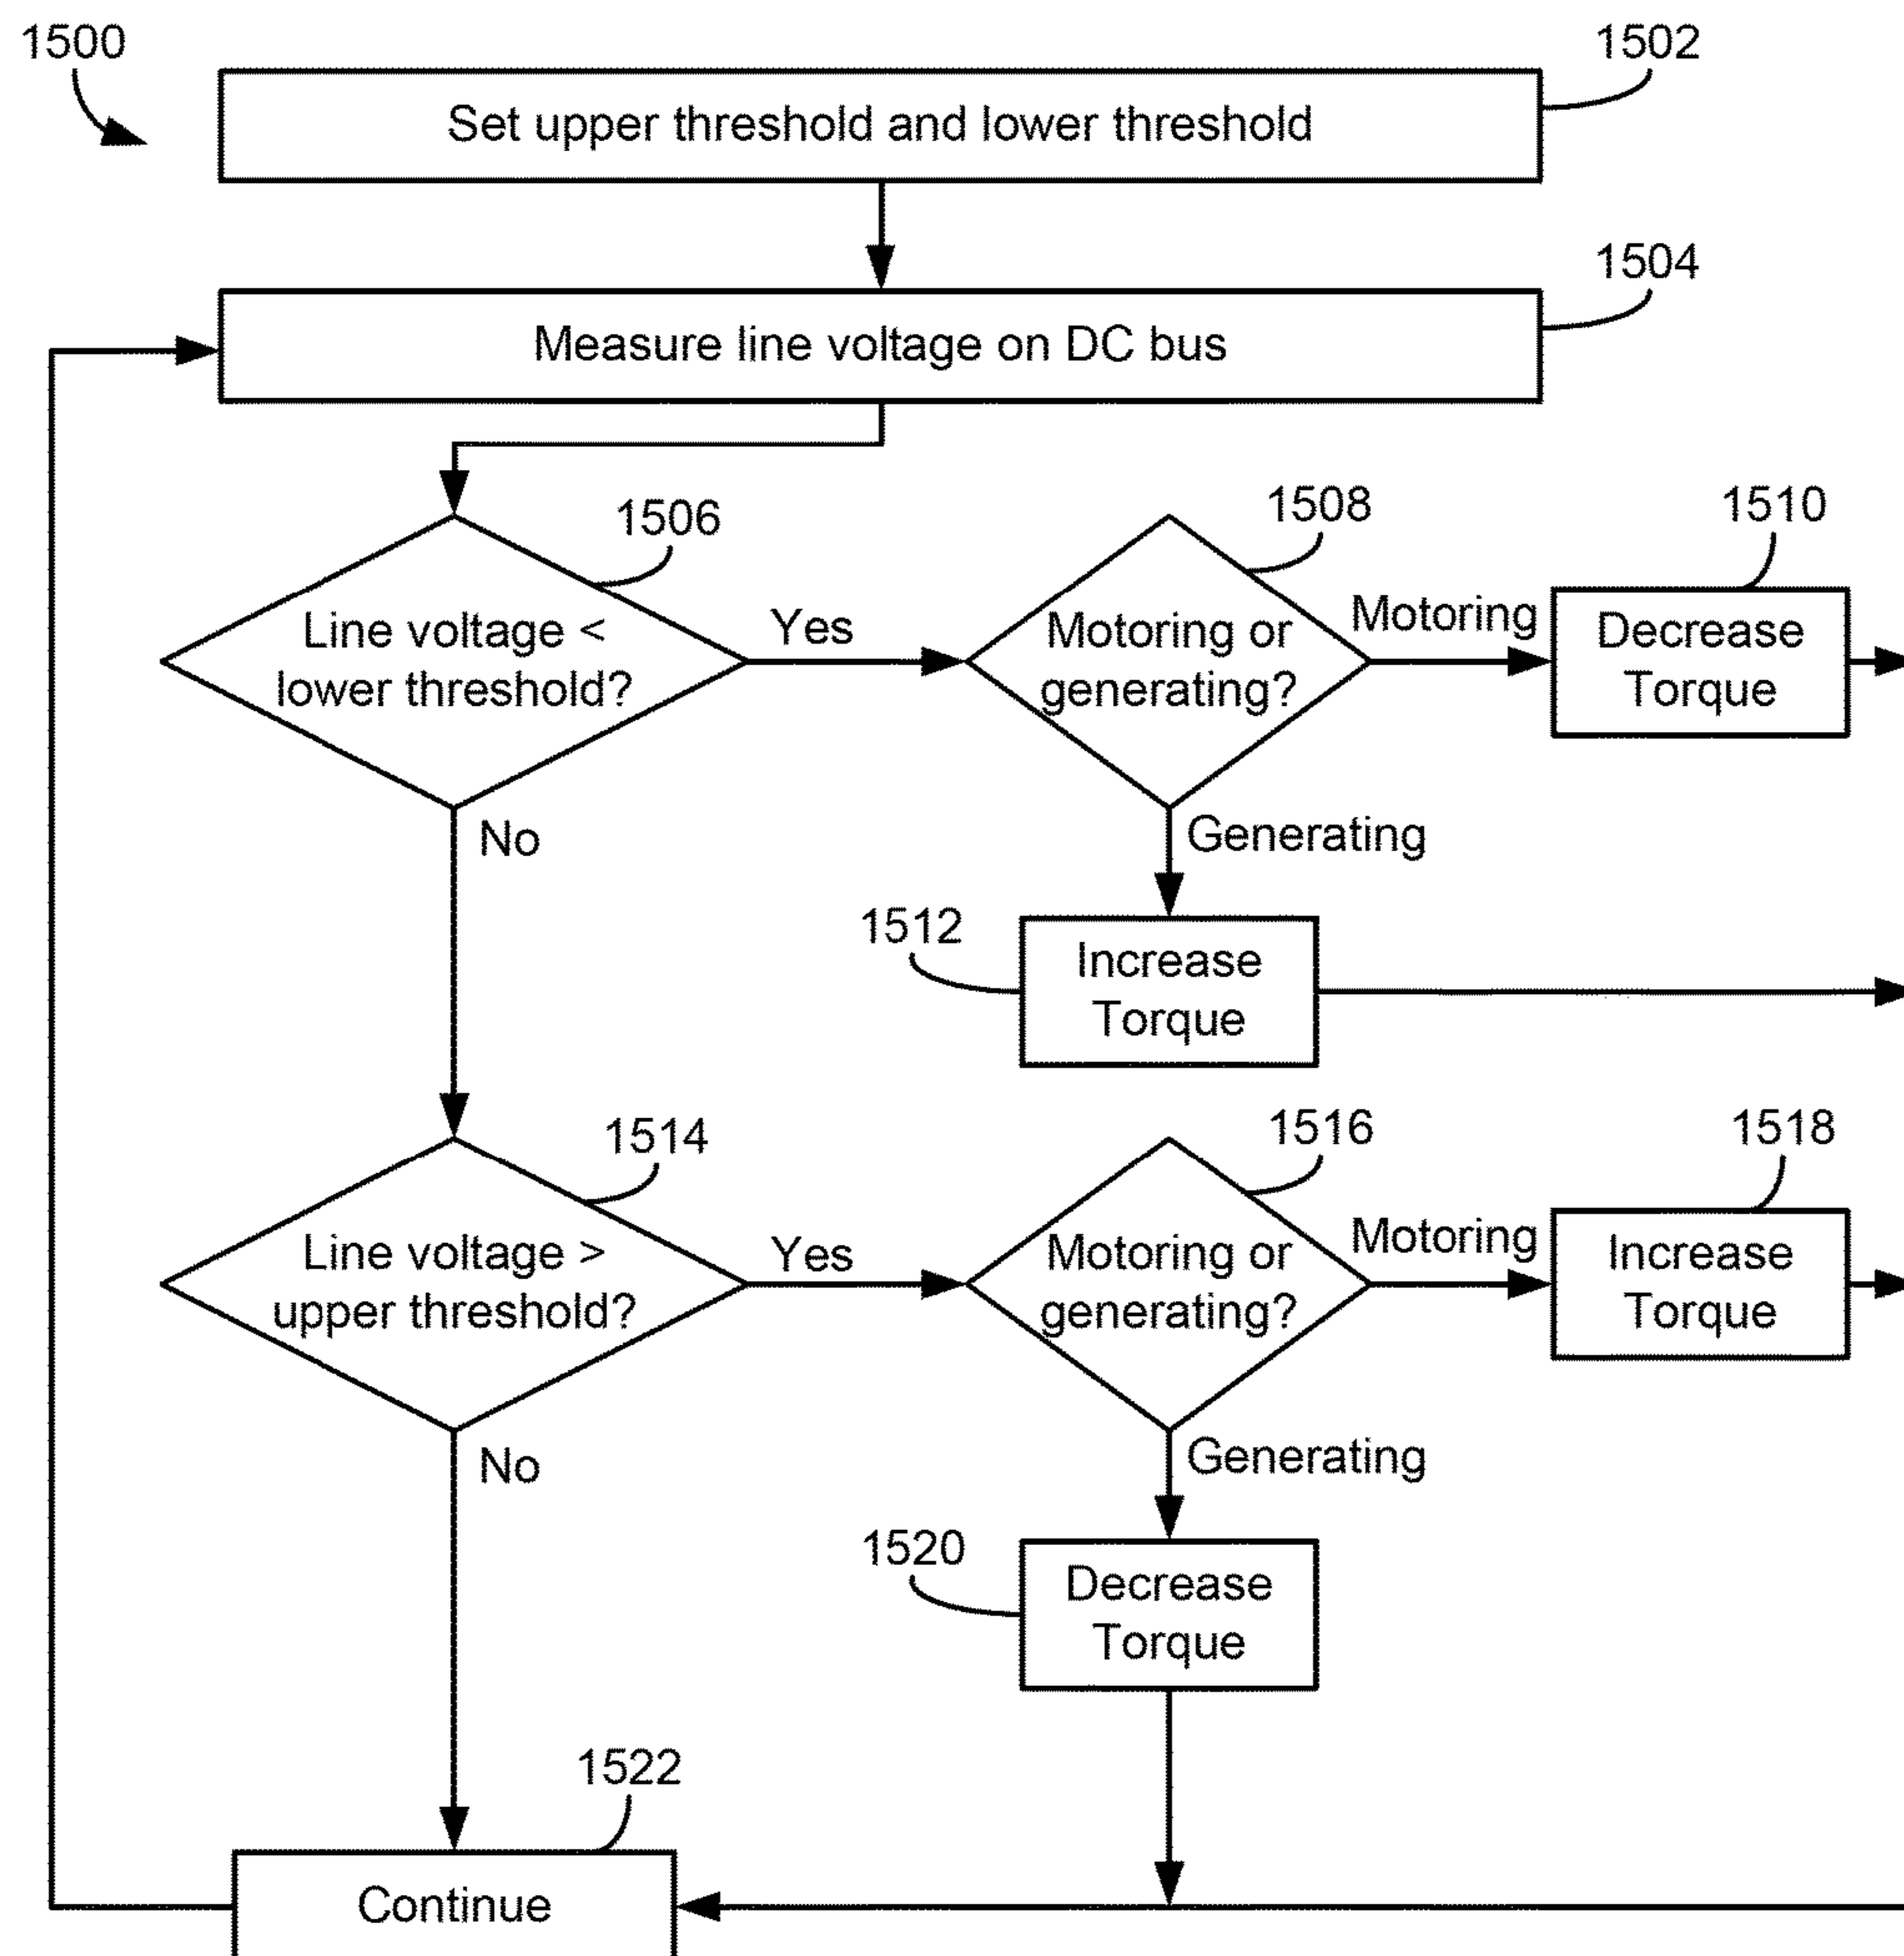 1500
1502
Set upper threshold and lower threshold
1504
Measure line voltage on DC bus
1506
1508
1510
Line voltage <
lower threshold?
Yes
Motoring or
generating?
Motoring
Decrease
Torque
No
Generating
1512
Increase
Torque
1514
1516
1518
Line voltage >
upper threshold?
Yes
Motoring or
generating?
Motoring
Increase
Torque
No
Generating
1520
Decrease
Torque
1522
Continue